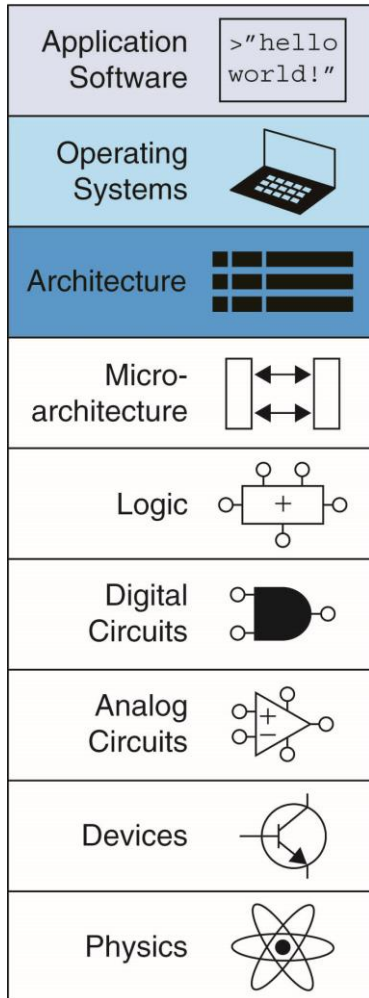 Application
Software
>"hello
world!"
Operating
Systems
Architecture
Micro-
architecture
Logic
+
Digital
Circuits
Analog
Circuits
+
−
Devices
Physics